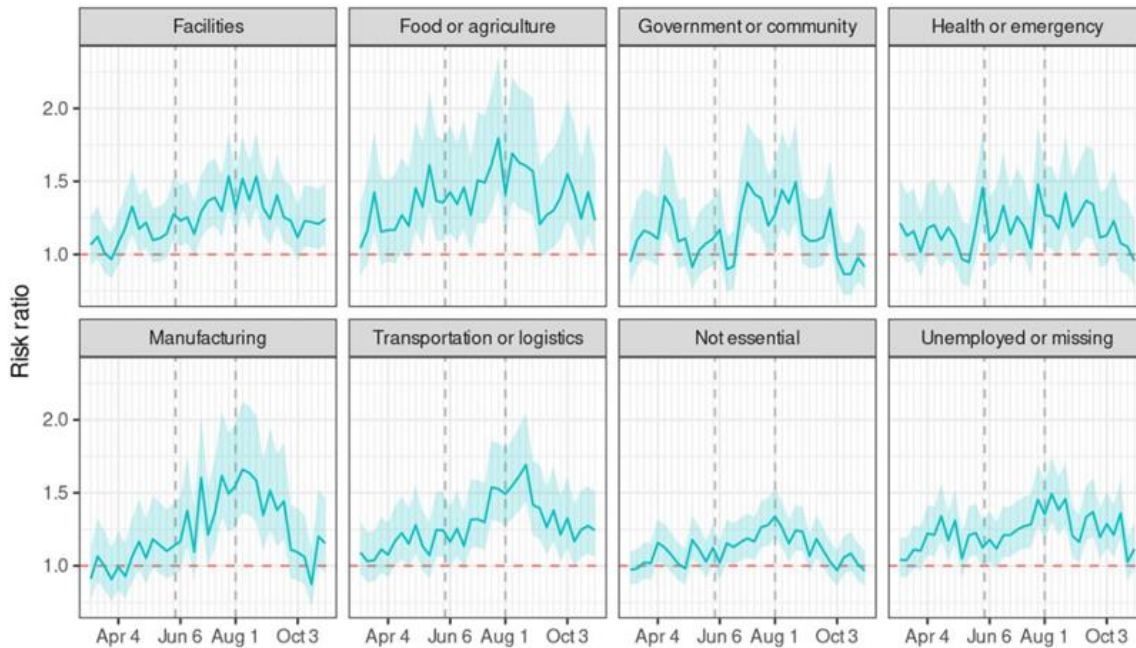 Facilities
Food or agriculture
Government or community
Health or emergency
Risk ratio
2.0
1.5
1.0
Manufacturing
Transportation or logistics
Not essential
Unemployed or missing
2.0
1.5
1.0
Apr 4 Jun 6 Aug 1 Oct 3
Apr 4 Jun 6 Aug 1 Oct 3
Apr 4 Jun 6 Aug 1 Oct 3
Apr 4 Jun 6 Aug 1 Oct 3